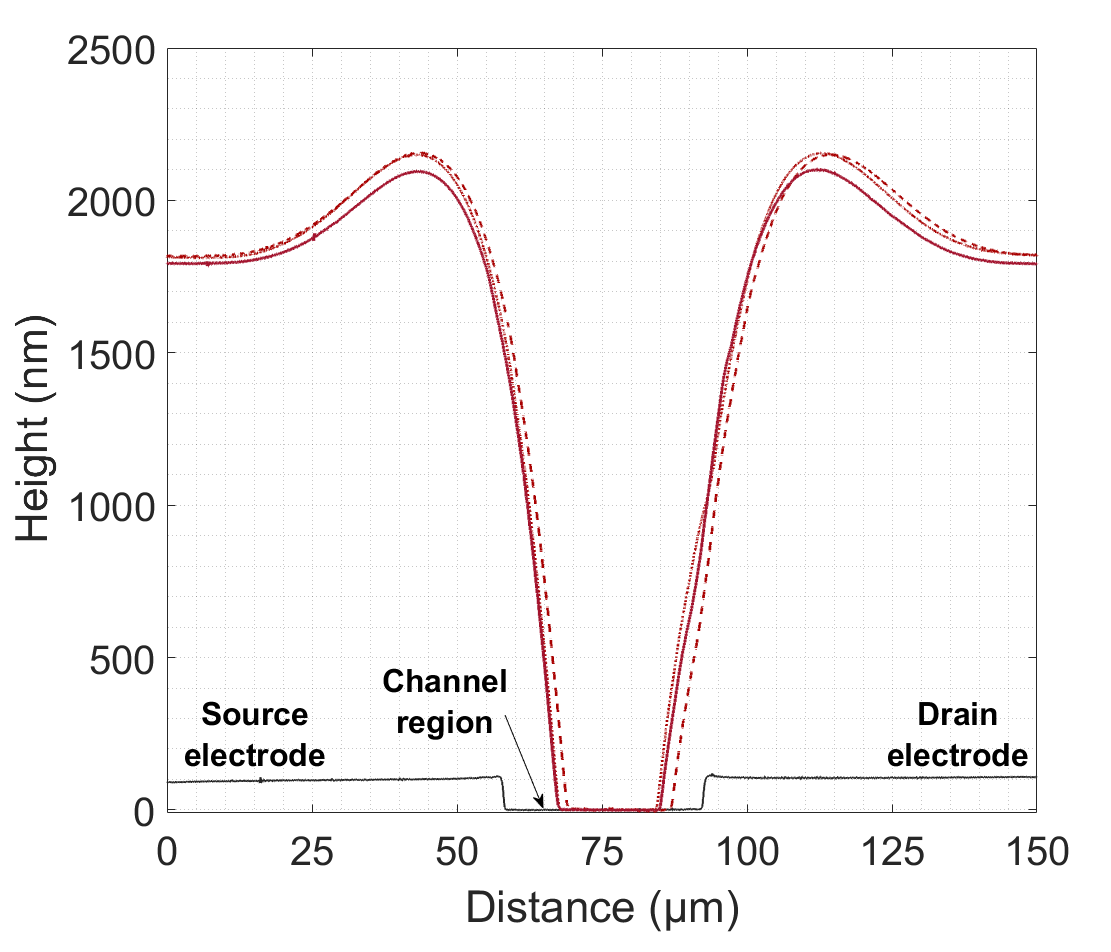 2500
2000
1500
1000
500
0
Height (nm)
Channel
region
Source
electrode
Drain
electrode
0 25 50 75 100 125 150
Distance (µm)